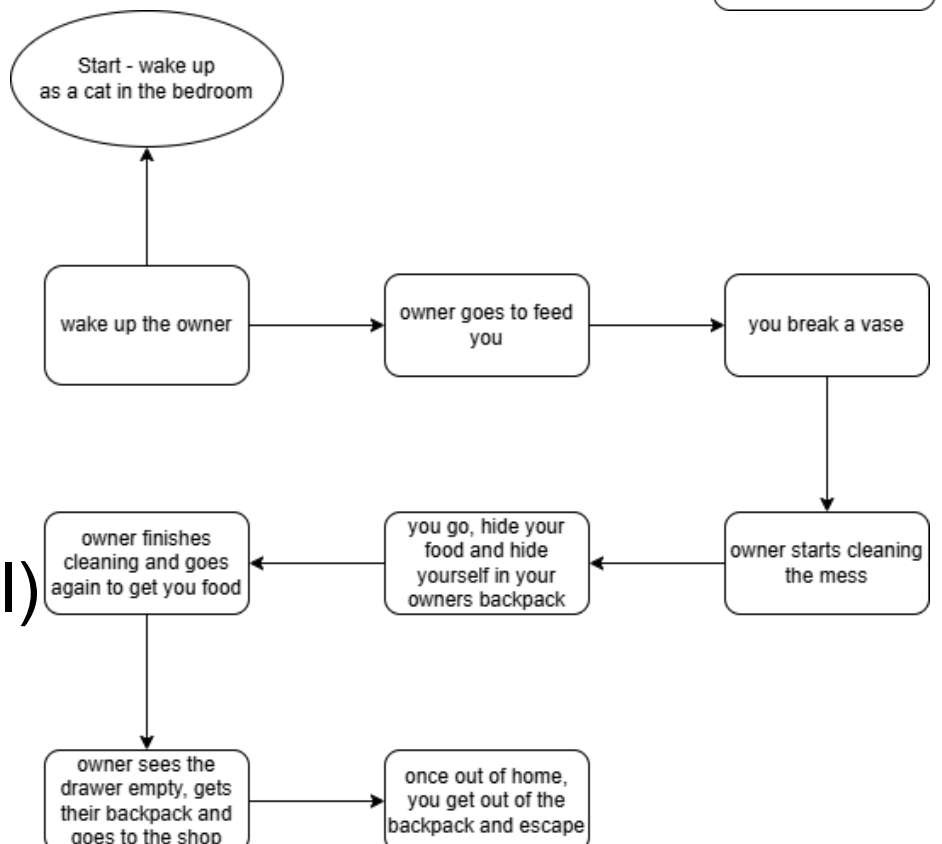 Start - wake up
as a cat in the bedroom
wake up the owner
owner goes to feed
you
you break a vase
owner finishes
cleaning and goes
again to get you food
you go, hide your
food and hide
yourself in your
owners backpack
owner starts cleaning
the mess
l)
owner sees the
drawer empty, gets
their backpack and
goes to the shop
once out of home,
you get out of the
backpack and escape